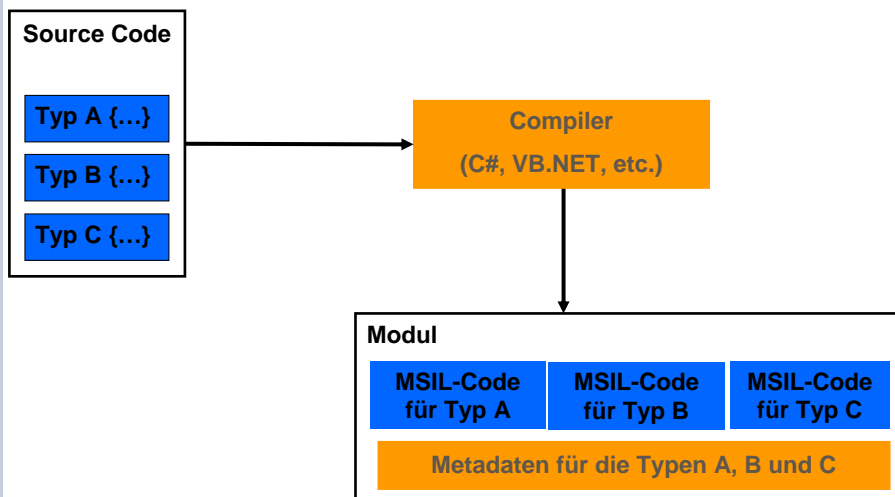 Source Code
Typ A {…}
Typ B {…}
Typ C {…}
Compiler
(C#, VB.NET, etc.)
Modul
MSIL-Code
für Typ A
MSIL-Code
für Typ B
MSIL-Code
für Typ C
Metadaten für die Typen A, B und C